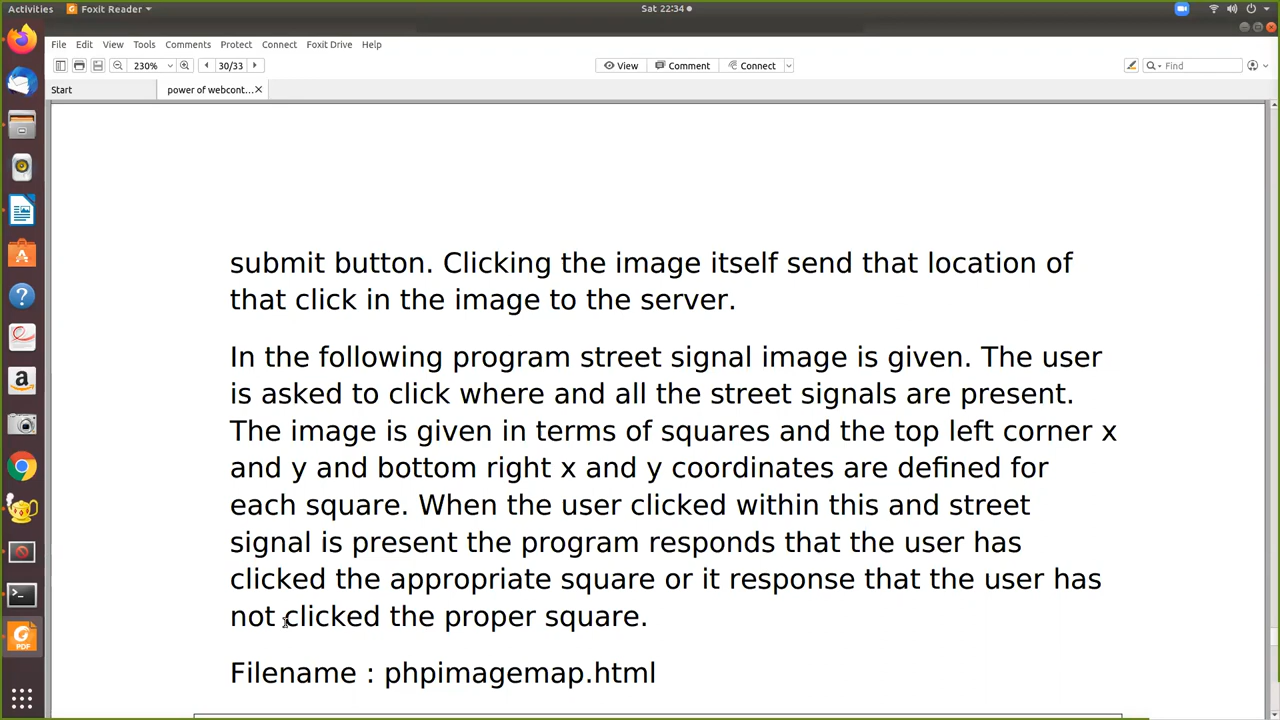 Activities
Foxit Reader
Sat 22:34
File Edit View Tools Comments Protect Connect Foxit Drive Help
230% 30/33 View Comment Connect Find
Start power of webcont...
submit button. Clicking the image itself send that location of
that click in the image to the server.
In the following program street signal image is given. The user
is asked to click where and all the street signals are present.
The image is given in terms of squares and the top left corner x
and y and bottom right x and y coordinates are defined for
each square. When the user clicked within this and street
signal is present the program responds that the user has
clicked the appropriate square or it response that the user has
not clicked the proper square.
Filename : phpimagemap.html